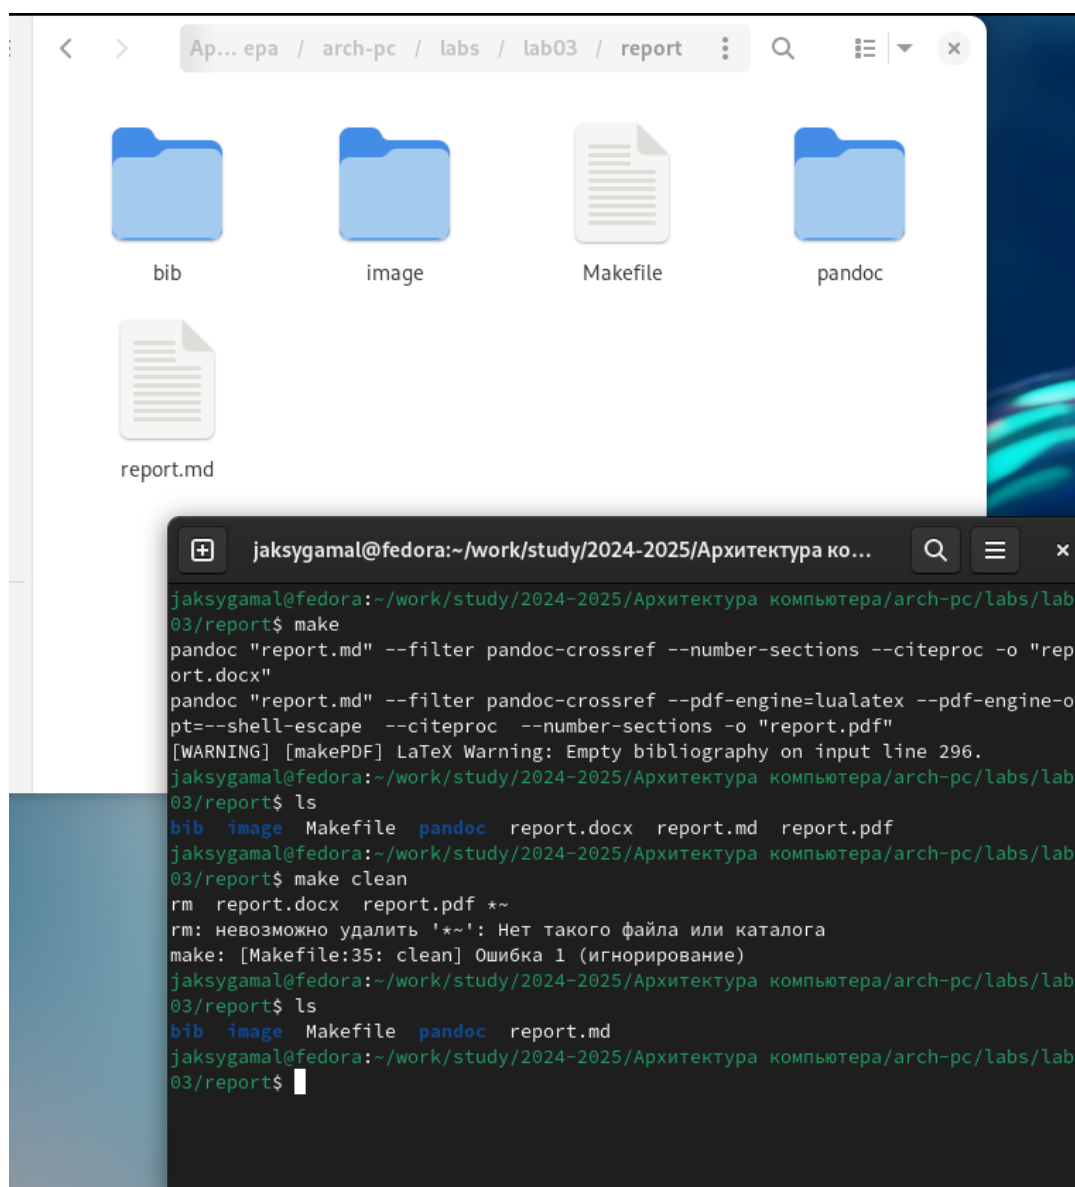 Ар... ера / arch-pc / labs / lab03 / report
bib
image
Makefile
pandoc
report.md
jaksygamal@fedora:~/work/study/2024-2025/Архитектура ко...
jaksygamal@fedora:~/work/study/2024-2025/Архитектура компьютера/arch-pc/labs/lab
03/report$ make
pandoc "report.md" --filter pandoc-crossref --number-sections --citeproc -o "rep
ort.docx"
pandoc "report.md" --filter pandoc-crossref --pdf-engine=lualatex --pdf-engine-o
pt=--shell-escape  --citeproc  --number-sections -o "report.pdf"
[WARNING] [makePDF] LaTeX Warning: Empty bibliography on input line 296.
jaksygamal@fedora:~/work/study/2024-2025/Архитектура компьютера/arch-pc/labs/lab
03/report$ ls
bib  image  Makefile  pandoc  report.docx  report.md  report.pdf
jaksygamal@fedora:~/work/study/2024-2025/Архитектура компьютера/arch-pc/labs/lab
03/report$ make clean
rm  report.docx  report.pdf *~
rm: невозможно удалить '*~': Нет такого файла или каталога
make: [Makefile:35: clean] Ошибка 1 (игнорирование)
jaksygamal@fedora:~/work/study/2024-2025/Архитектура компьютера/arch-pc/labs/lab
03/report$ ls
bib  image  Makefile  pandoc  report.md
jaksygamal@fedora:~/work/study/2024-2025/Архитектура компьютера/arch-pc/labs/lab
03/report$